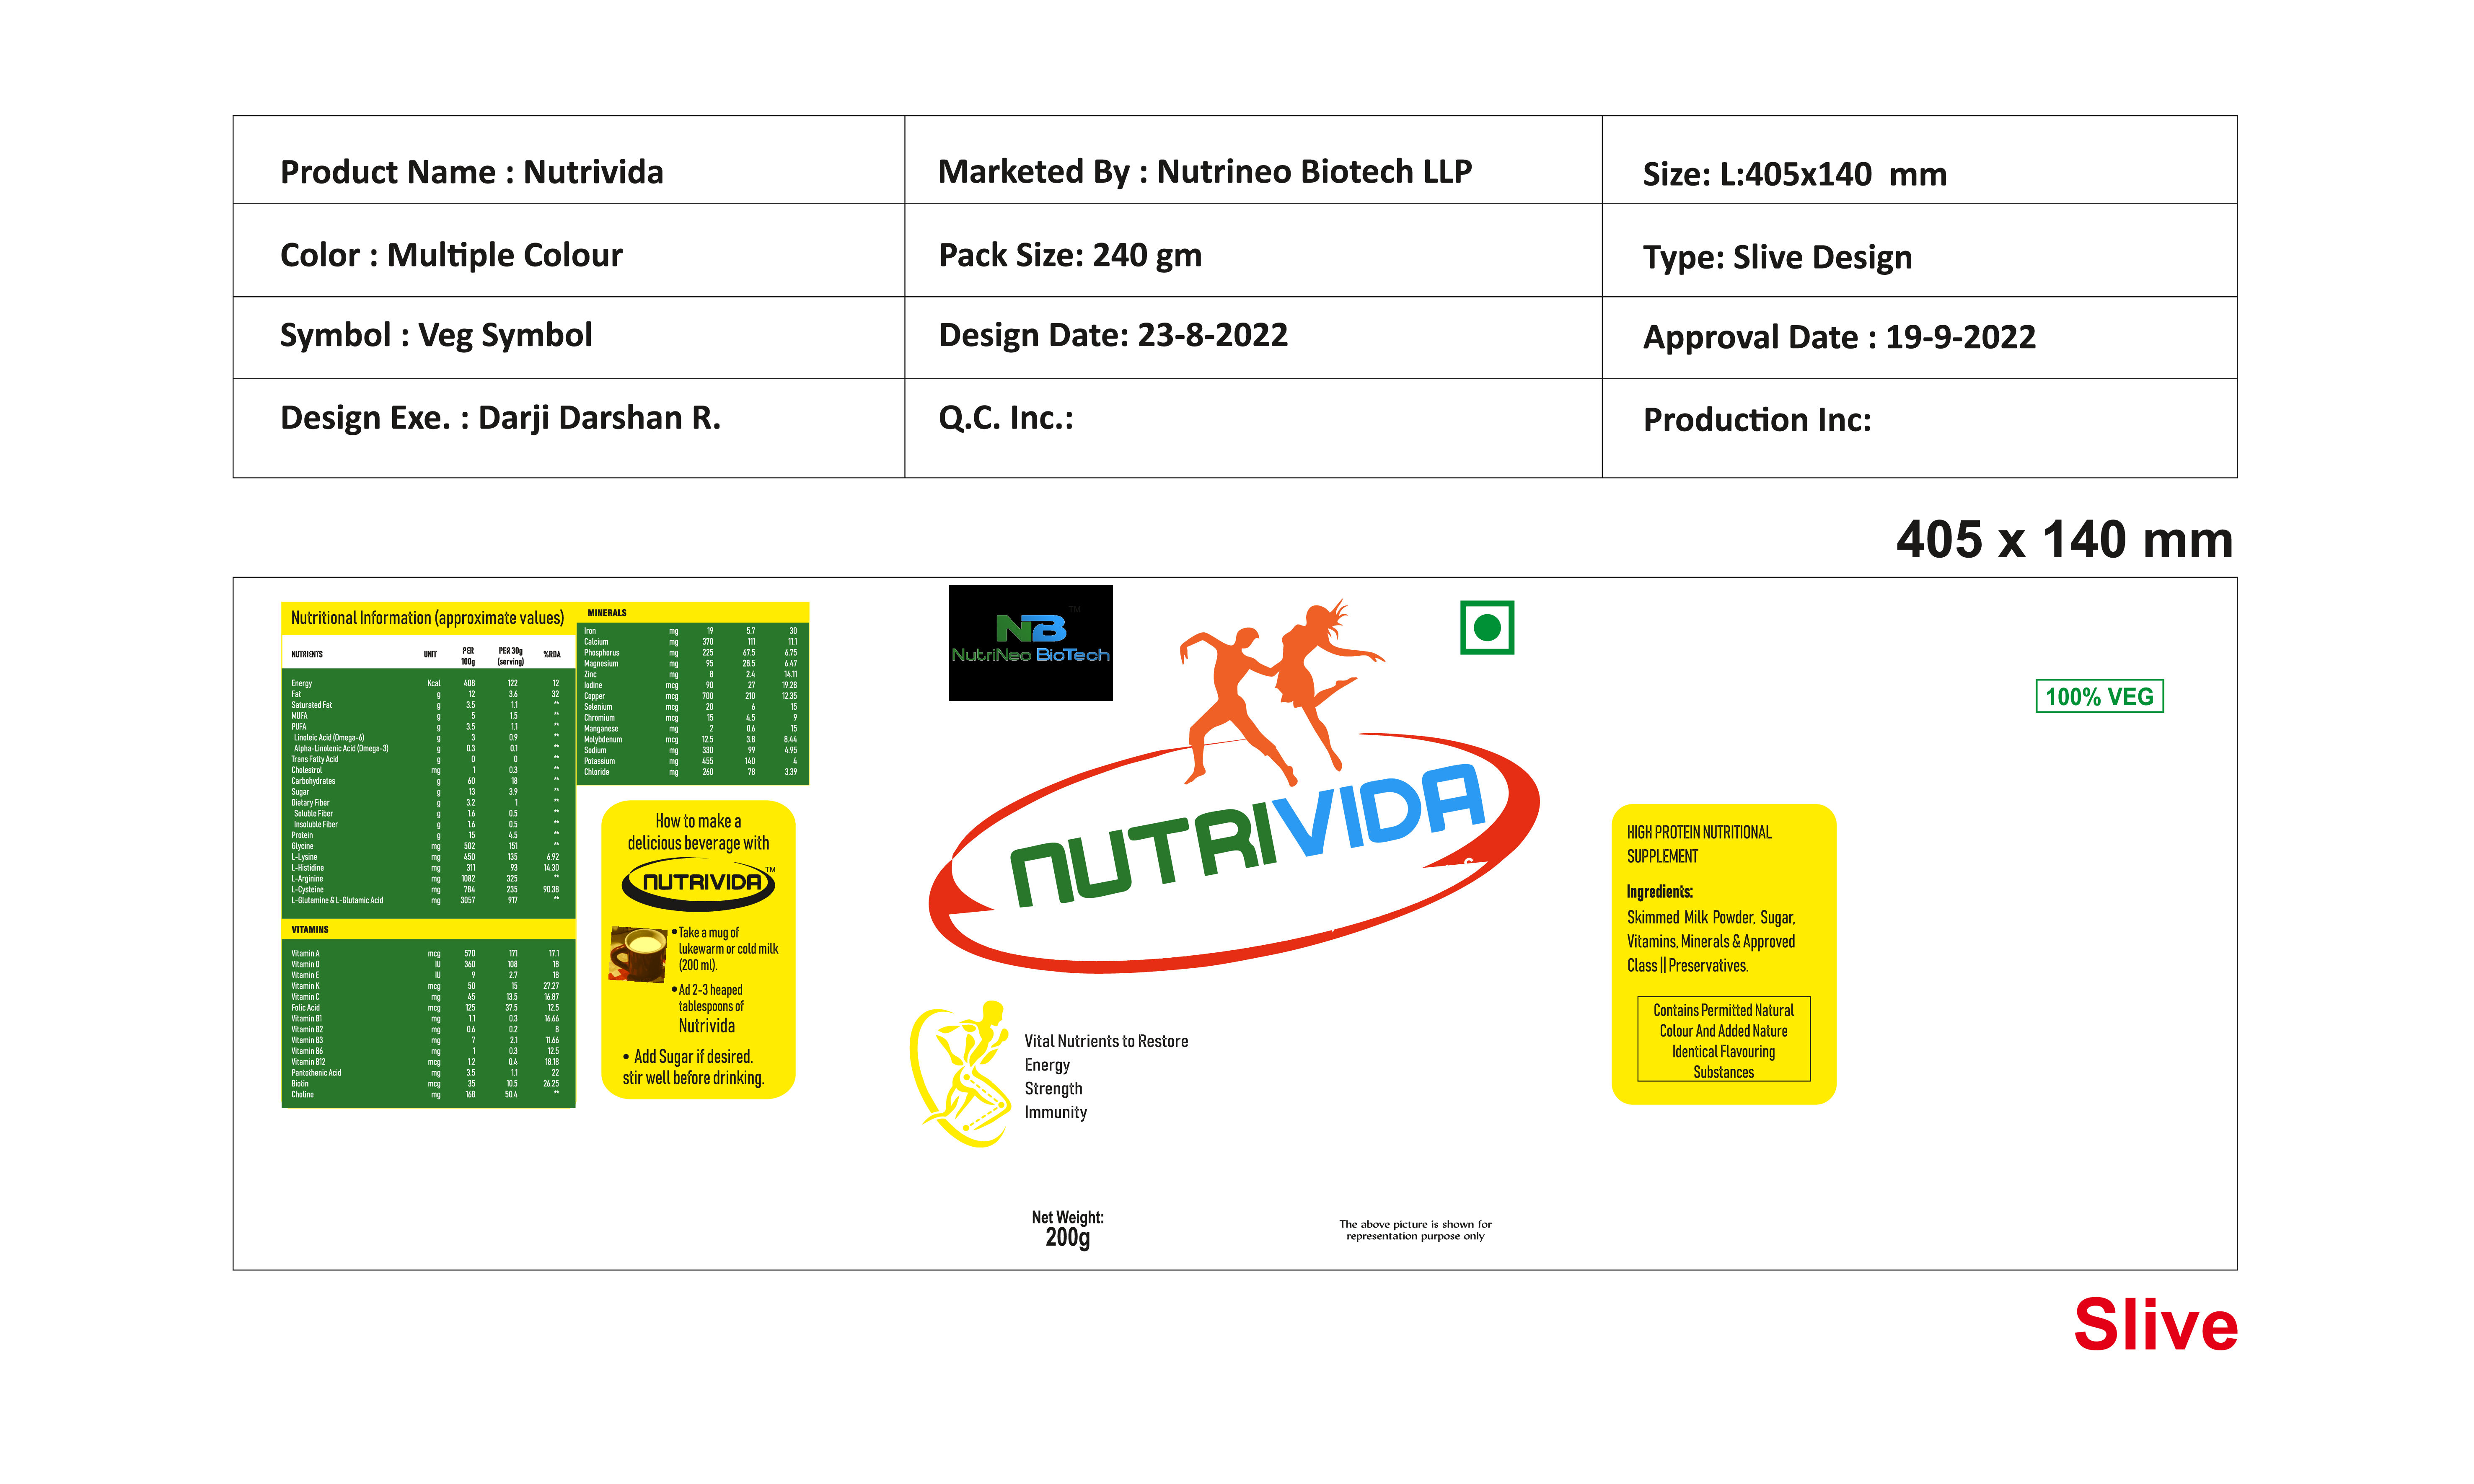 Product Name : Nutrivida
Marketed By : Nutrineo Biotech LLP
Size: L:405x140 mm
Color : Multiple Colour
Pack Size: 240 gm
Type: Slive Design
Symbol : Veg Symbol
Design Date: 23-8-2022
Approval Date : 19-9-2022
Design Exe. : Darji Darshan R.
Q.C. Inc.:
Production Inc:
405 x 140 mm
Nutritional Information (approximate values)
NUTRIENTS UNIT PER 100g PER 30g (serving) %RDA
Energy Kcal 408 122 12
Fat g 12 3.6 32
Saturated Fat g 3.5 1.1 **
MUFA g 5 1.5 **
PUFA g 3.5 1.1 **
Linoleic Acid (Omega-6) g 3 0.9 **
Alpha-Linolenic Acid (Omega-3) g 0.3 0.1 **
Trans Fatty Acid g 0 0 **
Cholestrol mg 1 0.3 **
Carbohydrates g 60 18 **
Sugar g 13 3.9 **
Dietary Fiber g 3.2 1 **
Soluble Fiber g 1.6 0.5 **
Insoluble Fiber g 1.6 0.5 **
Protein g 15 4.5 **
Glycine mg 502 151 **
L-Lysine mg 450 135 6.92
L-Histidine mg 311 93 14.30
L-Arginine mg 1082 325 **
L-Cysteine mg 784 235 90.38
L-Glutamine & L-Glutamic Acid mg 3057 917 **
VITAMINS
Vitamin A mcg 570 171 17.1
Vitamin D IU 360 108 18
Vitamin E IU 9 2.7 18
Vitamin K mcg 50 15 27.27
Vitamin C mg 45 13.5 16.87
Folic Acid mcg 125 37.5 12.5
Vitamin B1 mg 1.1 0.3 16.66
Vitamin B2 mg 0.6 0.2 8
Vitamin B3 mg 7 2.1 11.66
Vitamin B6 mg 1 0.3 12.5
Vitamin B12 mcg 1.2 0.4 18.18
Pantothenic Acid mg 3.5 1.1 22
Biotin mcg 35 10.5 26.25
Choline mg 168 50.4 **
MINERALS
Iron mg 19 5.7 30
Calcium mg 370 111 11.1
Phosphorus mg 225 67.5 6.75
Magnesium mg 95 28.5 6.47
Zinc mg 8 2.4 14.11
Iodine mcg 90 27 19.28
Copper mcg 700 210 12.35
Selenium mcg 20 6 15
Chromium mcg 15 4.5 9
Manganese mg 2 0.6 15
Molybdenum mcg 12.5 3.8 8.44
Sodium mg 330 99 4.95
Potassium mg 455 140 4
Chloride mg 260 78 3.39
How to make a
delicious beverage with
NUTRIVIDA TM
• Take a mug of
lukewarm or cold milk
(200 ml).
• Ad 2-3 heaped
tablespoons of
Nutrivida
• Add Sugar if desired.
stir well before drinking.
NB TM
NutriNeo BioTech
NUTRIVIDA
Vital Nutrients to Restore
Energy
Strength
Immunity
Net Weight:
200g
The above picture is shown for
representation purpose only
100% VEG
HIGH PROTEIN NUTRITIONAL
SUPPLEMENT
Ingredients:
Skimmed Milk Powder, Sugar,
Vitamins, Minerals & Approved
Class || Preservatives.
Contains Permitted Natural
Colour And Added Nature
Identical Flavouring
Substances
Slive